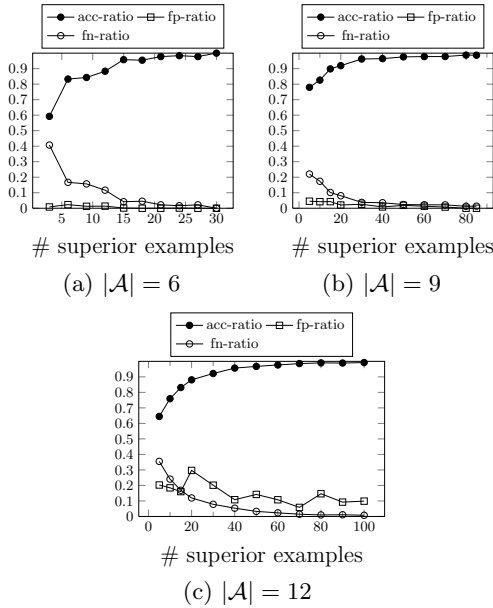 acc-ratio fp-ratio
fn-ratio
0.9
0.8
0.7
0.6
0.5
0.4
0.3
0.2
0.1
0
5 10 15 20 25 30
# superior examples
(a) |𝒜| = 6
acc-ratio fp-ratio
fn-ratio
0.9
0.8
0.7
0.6
0.5
0.4
0.3
0.2
0.1
0
0 20 40 60 80
# superior examples
(b) |𝒜| = 9
acc-ratio fp-ratio
fn-ratio
0.9
0.8
0.7
0.6
0.5
0.4
0.3
0.2
0.1
0
0 20 40 60 80 100
# superior examples
(c) |𝒜| = 12